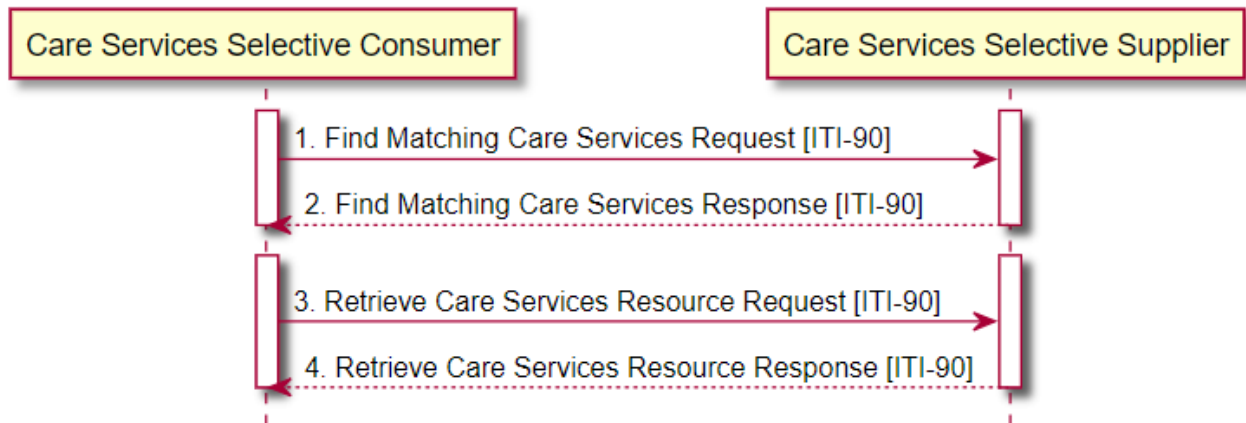 Care Services Selective Consumer
Care Services Selective Supplier
1. Find Matching Care Services Request [ITI-90]
2. Find Matching Care Services Response [ITI-90]
3. Retrieve Care Services Resource Request [ITI-90]
4. Retrieve Care Services Resource Response [ITI-90]